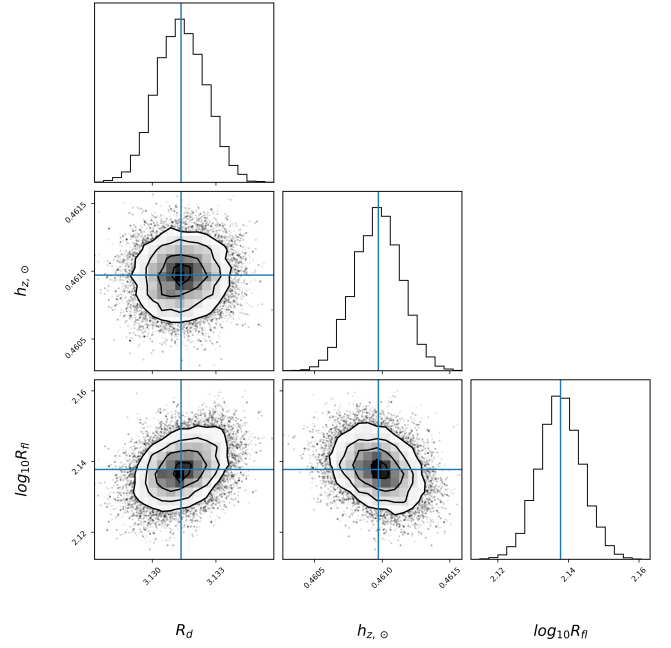 0.4615
0.4610
0.4605
h_{z, ⊙}
2.16
2.14
2.12
log_{10}R_{fl}
3.130 3.133
0.4605 0.4610 0.4615
2.12 2.14 2.16
R_d h_{z, ⊙} log_{10}R_{fl}